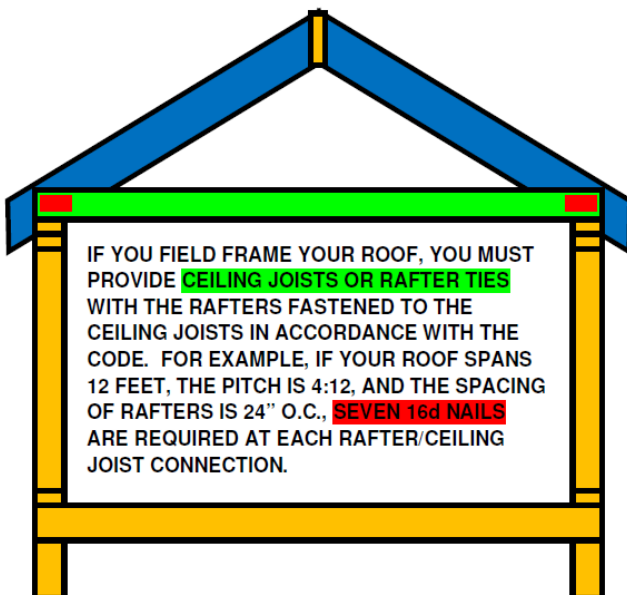 IF YOU FIELD FRAME YOUR ROOF, YOU MUST
PROVIDE CEILING JOISTS OR RAFTER TIES
WITH THE RAFTERS FASTENED TO THE
CEILING JOISTS IN ACCORDANCE WITH THE
CODE.  FOR EXAMPLE, IF YOUR ROOF SPANS
12 FEET, THE PITCH IS 4:12, AND THE SPACING
OF RAFTERS IS 24” O.C., SEVEN 16d NAILS
ARE REQUIRED AT EACH RAFTER/CEILING
JOIST CONNECTION.